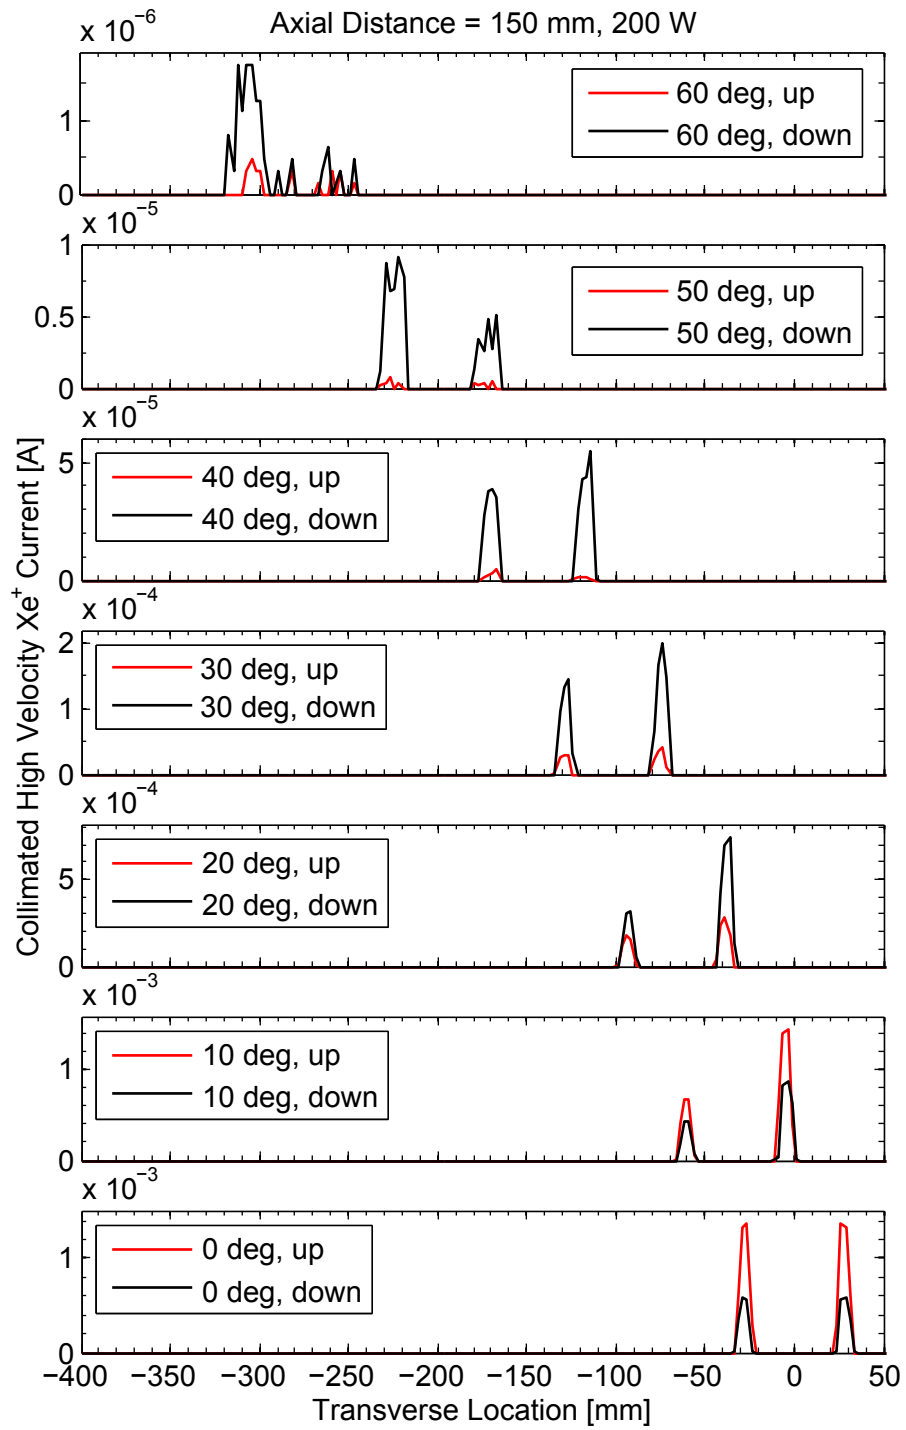 Axial Distance = 150 mm, 200 W
x 10−6
1
0
60 deg, up
60 deg, down
x 10−5
1
0.5
0
50 deg, up
50 deg, down
x 10−5
5
0
40 deg, up
40 deg, down
x 10−4
2
1
0
30 deg, up
30 deg, down
x 10−4
5
0
20 deg, up
20 deg, down
x 10−3
1
0
10 deg, up
10 deg, down
x 10−3
1
0
0 deg, up
0 deg, down
−400 −350 −300 −250 −200 −150 −100 −50 0 50
Transverse Location [mm]
Collimated High Velocity Xe+ Current [A]